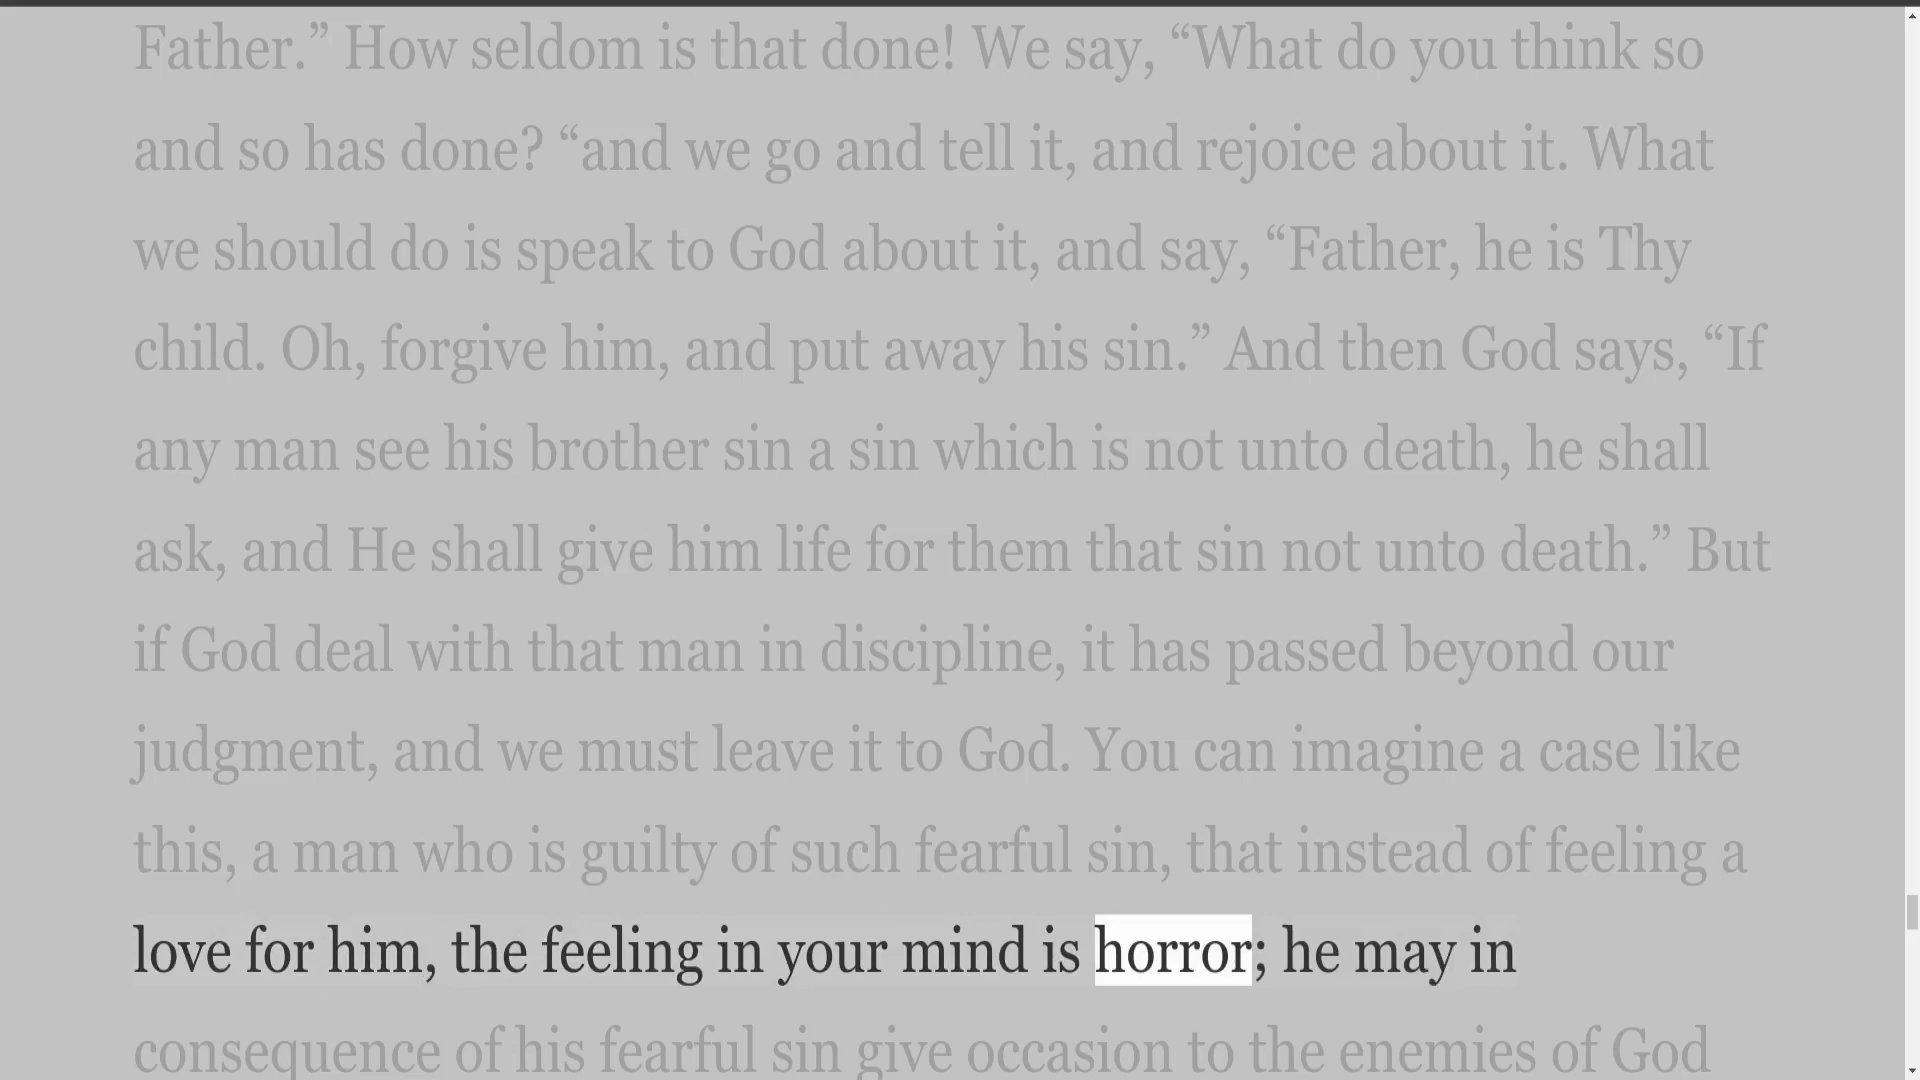 Father.” How seldom is that done! We say, “What do you think so
and so has done? “and we go and tell it, and rejoice about it. What
we should do is speak to God about it, and say, “Father, he is Thy
child. Oh, forgive him, and put away his sin.” And then God says, “If
any man see his brother sin a sin which is not unto death, he shall
ask, and He shall give him life for them that sin not unto death.” But
if God deal with that man in discipline, it has passed beyond our
judgment, and we must leave it to God. You can imagine a case like
this, a man who is guilty of such fearful sin, that instead of feeling a
love for him, the feeling in your mind is horror; he may in
consequence of his fearful sin give occasion to the enemies of God